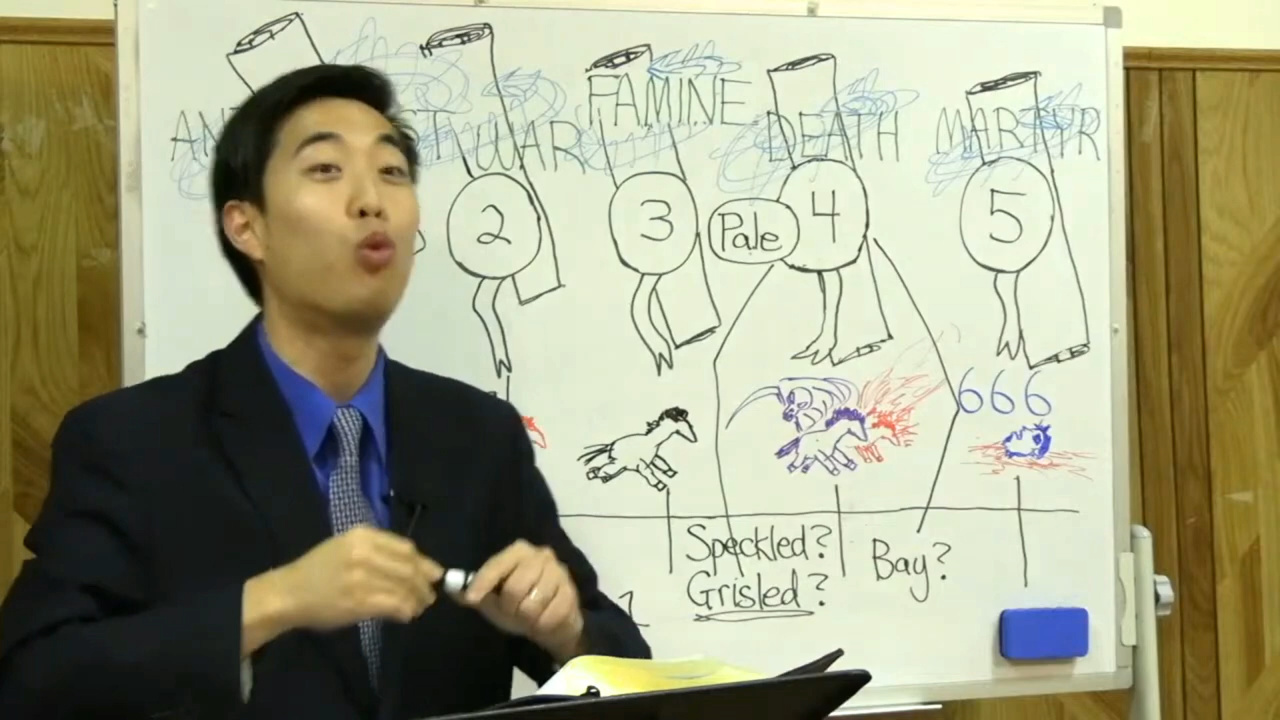 WAR
FAMINE
DEATH
MARTYR
2
3
Pale
4
5
666
Speckled?
Grisled?
Bay?